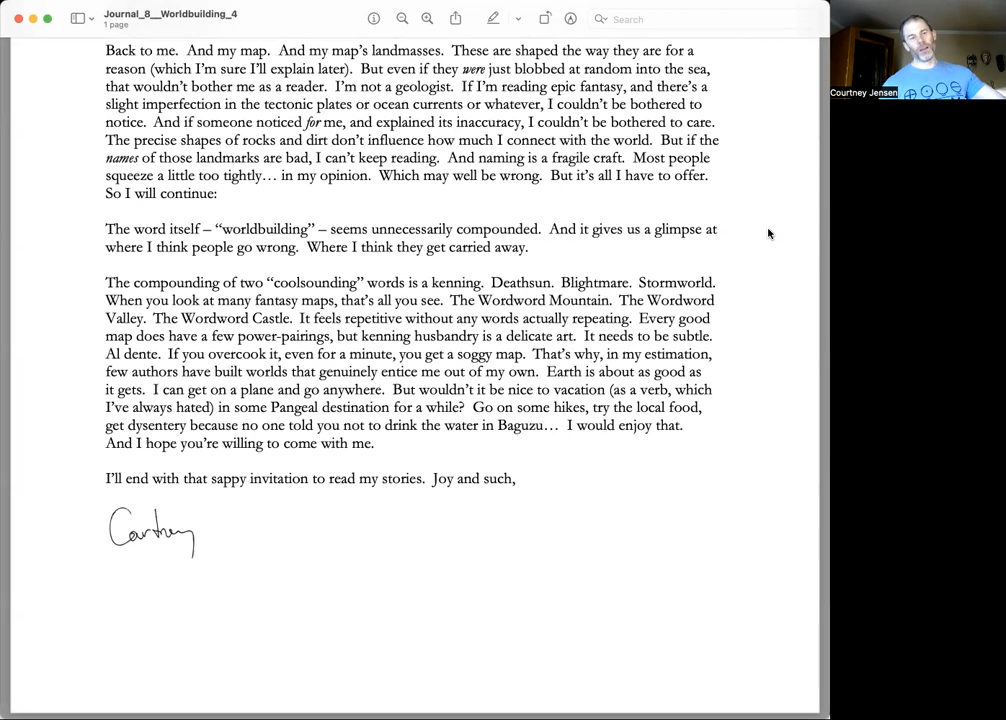 Journal_8__Worldbuilding_4
1 page
Search
Courtney Jensen
Back to me. And my map. And my map's landmasses. These are shaped the way they are for a
reason (which I'm sure I'll explain later). But even if they were just blobbed at random into the sea,
that wouldn't bother me as a reader. I'm not a geologist. If I'm reading epic fantasy, and there's a
slight imperfection in the tectonic plates or ocean currents or whatever, I couldn't be bothered to
notice. And if someone noticed for me, and explained its inaccuracy, I couldn't be bothered to care.
The precise shapes of rocks and dirt don't influence how much I connect with the world. But if the
names of those landmarks are bad, I can't keep reading. And naming is a fragile craft. Most people
squeeze a little too tightly… in my opinion. Which may well be wrong. But it's all I have to offer.
So I will continue:
The word itself – “worldbuilding” – seems unnecessarily compounded. And it gives us a glimpse at
where I think people go wrong. Where I think they get carried away.
The compounding of two “coolsounding” words is a kenning. Deathsun. Blightmare. Stormworld.
When you look at many fantasy maps, that's all you see. The Wordword Mountain. The Wordword
Valley. The Wordword Castle. It feels repetitive without any words actually repeating. Every good
map does have a few power-pairings, but kenning husbandry is a delicate art. It needs to be subtle.
Al dente. If you overcook it, even for a minute, you get a soggy map. That's why, in my estimation,
few authors have built worlds that genuinely entice me out of my own. Earth is about as good as
it gets. I can get on a plane and go anywhere. But wouldn't it be nice to vacation (as a verb, which
I've always hated) in some Pangeal destination for a while? Go on some hikes, try the local food,
get dysentery because no one told you not to drink the water in Baguzu… I would enjoy that.
And I hope you're willing to come with me.
I'll end with that sappy invitation to read my stories. Joy and such,
Courtney